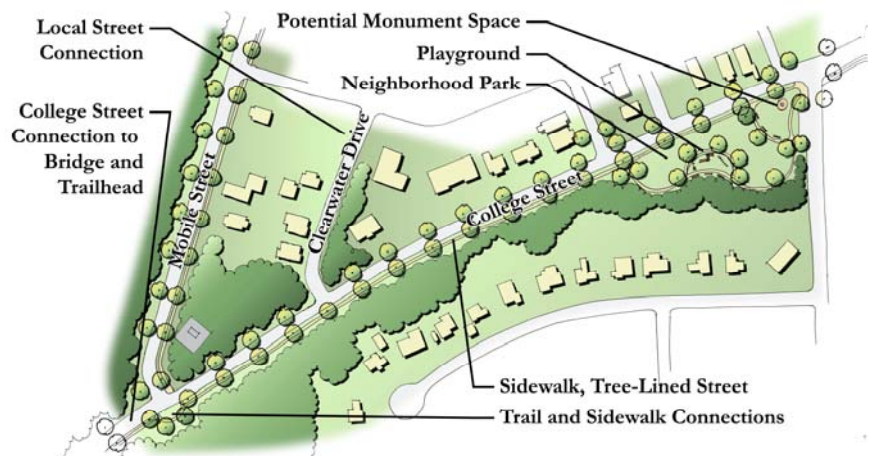 Local Street
Connection
College Street
Connection to
Bridge and
Trailhead
Potential Monument Space
Playground
Neighborhood Park
Mobile Street
Clearwater Drive
College Street
Sidewalk, Tree-Lined Street
Trail and Sidewalk Connections